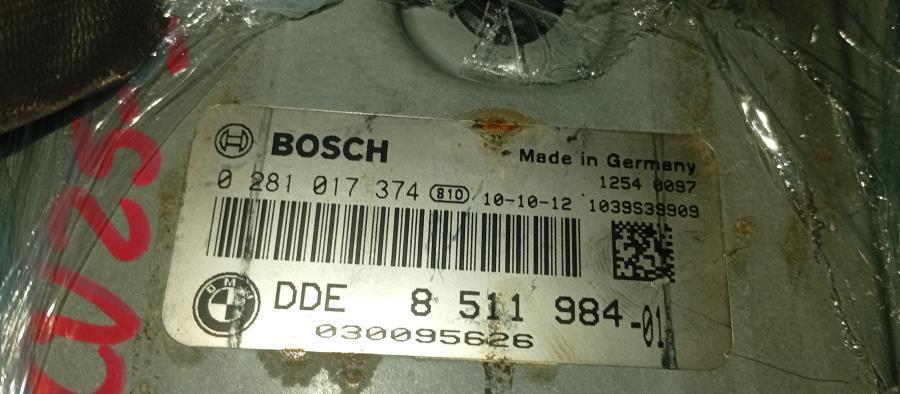 BOSCH
Made in Germany
1254 0097
0 281 017 374 810 10-10-12 1039S39909
BMW
DDE 8 511 984-01
030095626